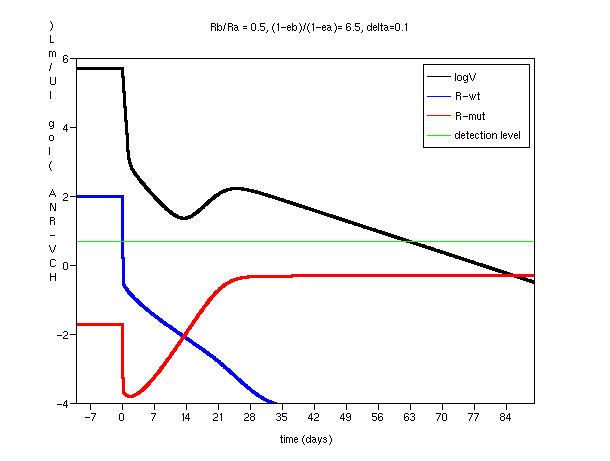 Rb/Ra = 0.5, (1-eb)/(1-ea)= 6.5, delta=0.1
HCV-RNA (log IU/mL)
6
4
2
0
-2
-4
logV
R-wt
R-mut
detection level
-7 0 7 14 21 28 35 42 49 56 63 70 77 84
time (days)